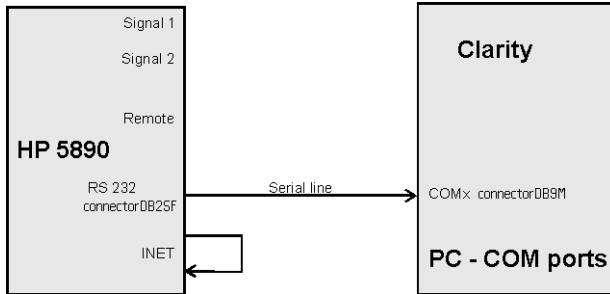 Signal 1
Signal 2
Remote
HP 5890
RS 232
connectorDB25F
INET
Serial line
Clarity
COMx connectorDB9M
PC - COM ports